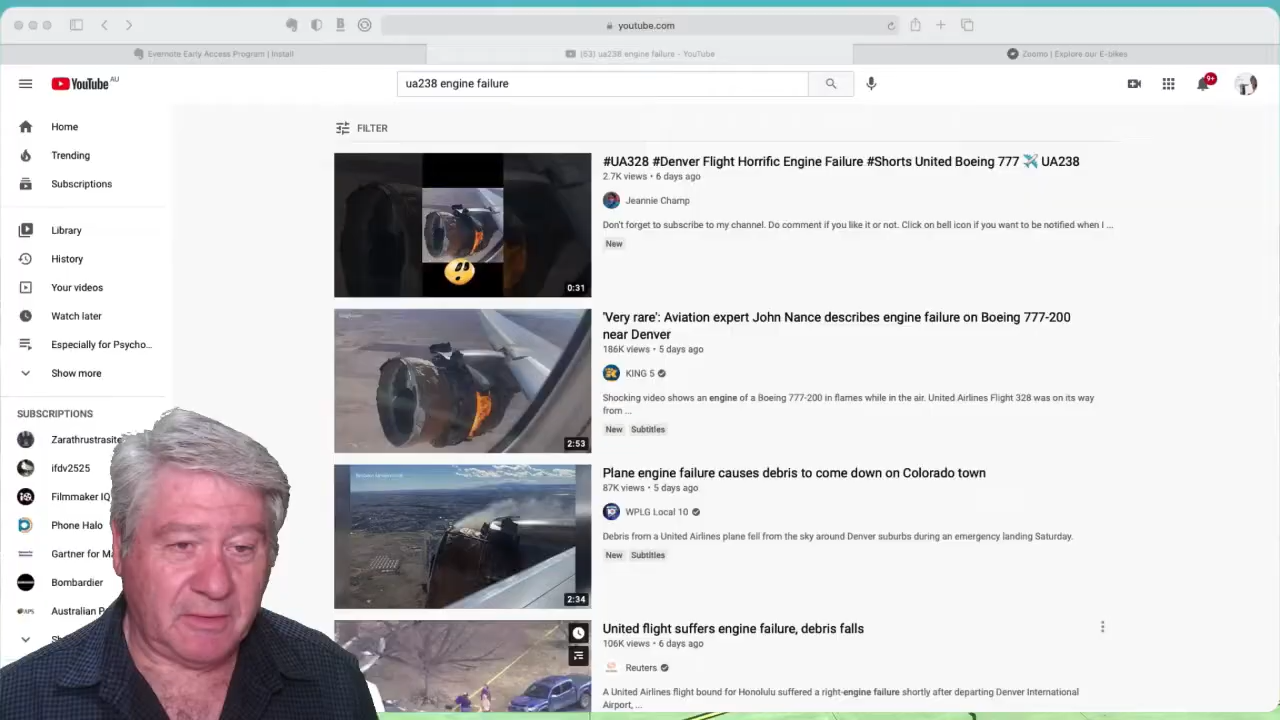 youtube.com
Evernote Early Access Program | Install
(63) ua238 engine failure - YouTube
Zoomo | Explore our E-bikes
YouTube AU
ua238 engine failure
9+
Home
Trending
Subscriptions
Library
History
Your videos
Watch later
Especially for Psycho...
Show more
SUBSCRIPTIONS
Zarathrustrasite
ifdv2525
Filmmaker IQ
Phone Halo
Gartner for Ma
Bombardier
Australian P
Sh
FILTER
0:31
#UA328 #Denver Flight Horrific Engine Failure #Shorts United Boeing 777 ✈️ UA238
2.7K views • 6 days ago
Jeannie Champ
Don't forget to subscribe to my channel. Do comment if you like it or not. Click on bell icon if you want to be notified when I ...
New
2:53
'Very rare': Aviation expert John Nance describes engine failure on Boeing 777-200
near Denver
186K views • 5 days ago
KING 5
Shocking video shows an engine of a Boeing 777-200 in flames while in the air. United Airlines Flight 328 was on its way
from ...
New Subtitles
2:34
Plane engine failure causes debris to come down on Colorado town
87K views • 5 days ago
WPLG Local 10
Debris from a United Airlines plane fell from the sky around Denver suburbs during an emergency landing Saturday.
New Subtitles
United flight suffers engine failure, debris falls
106K views • 6 days ago
Reuters
A United Airlines flight bound for Honolulu suffered a right-engine failure shortly after departing Denver International
Airport, ...